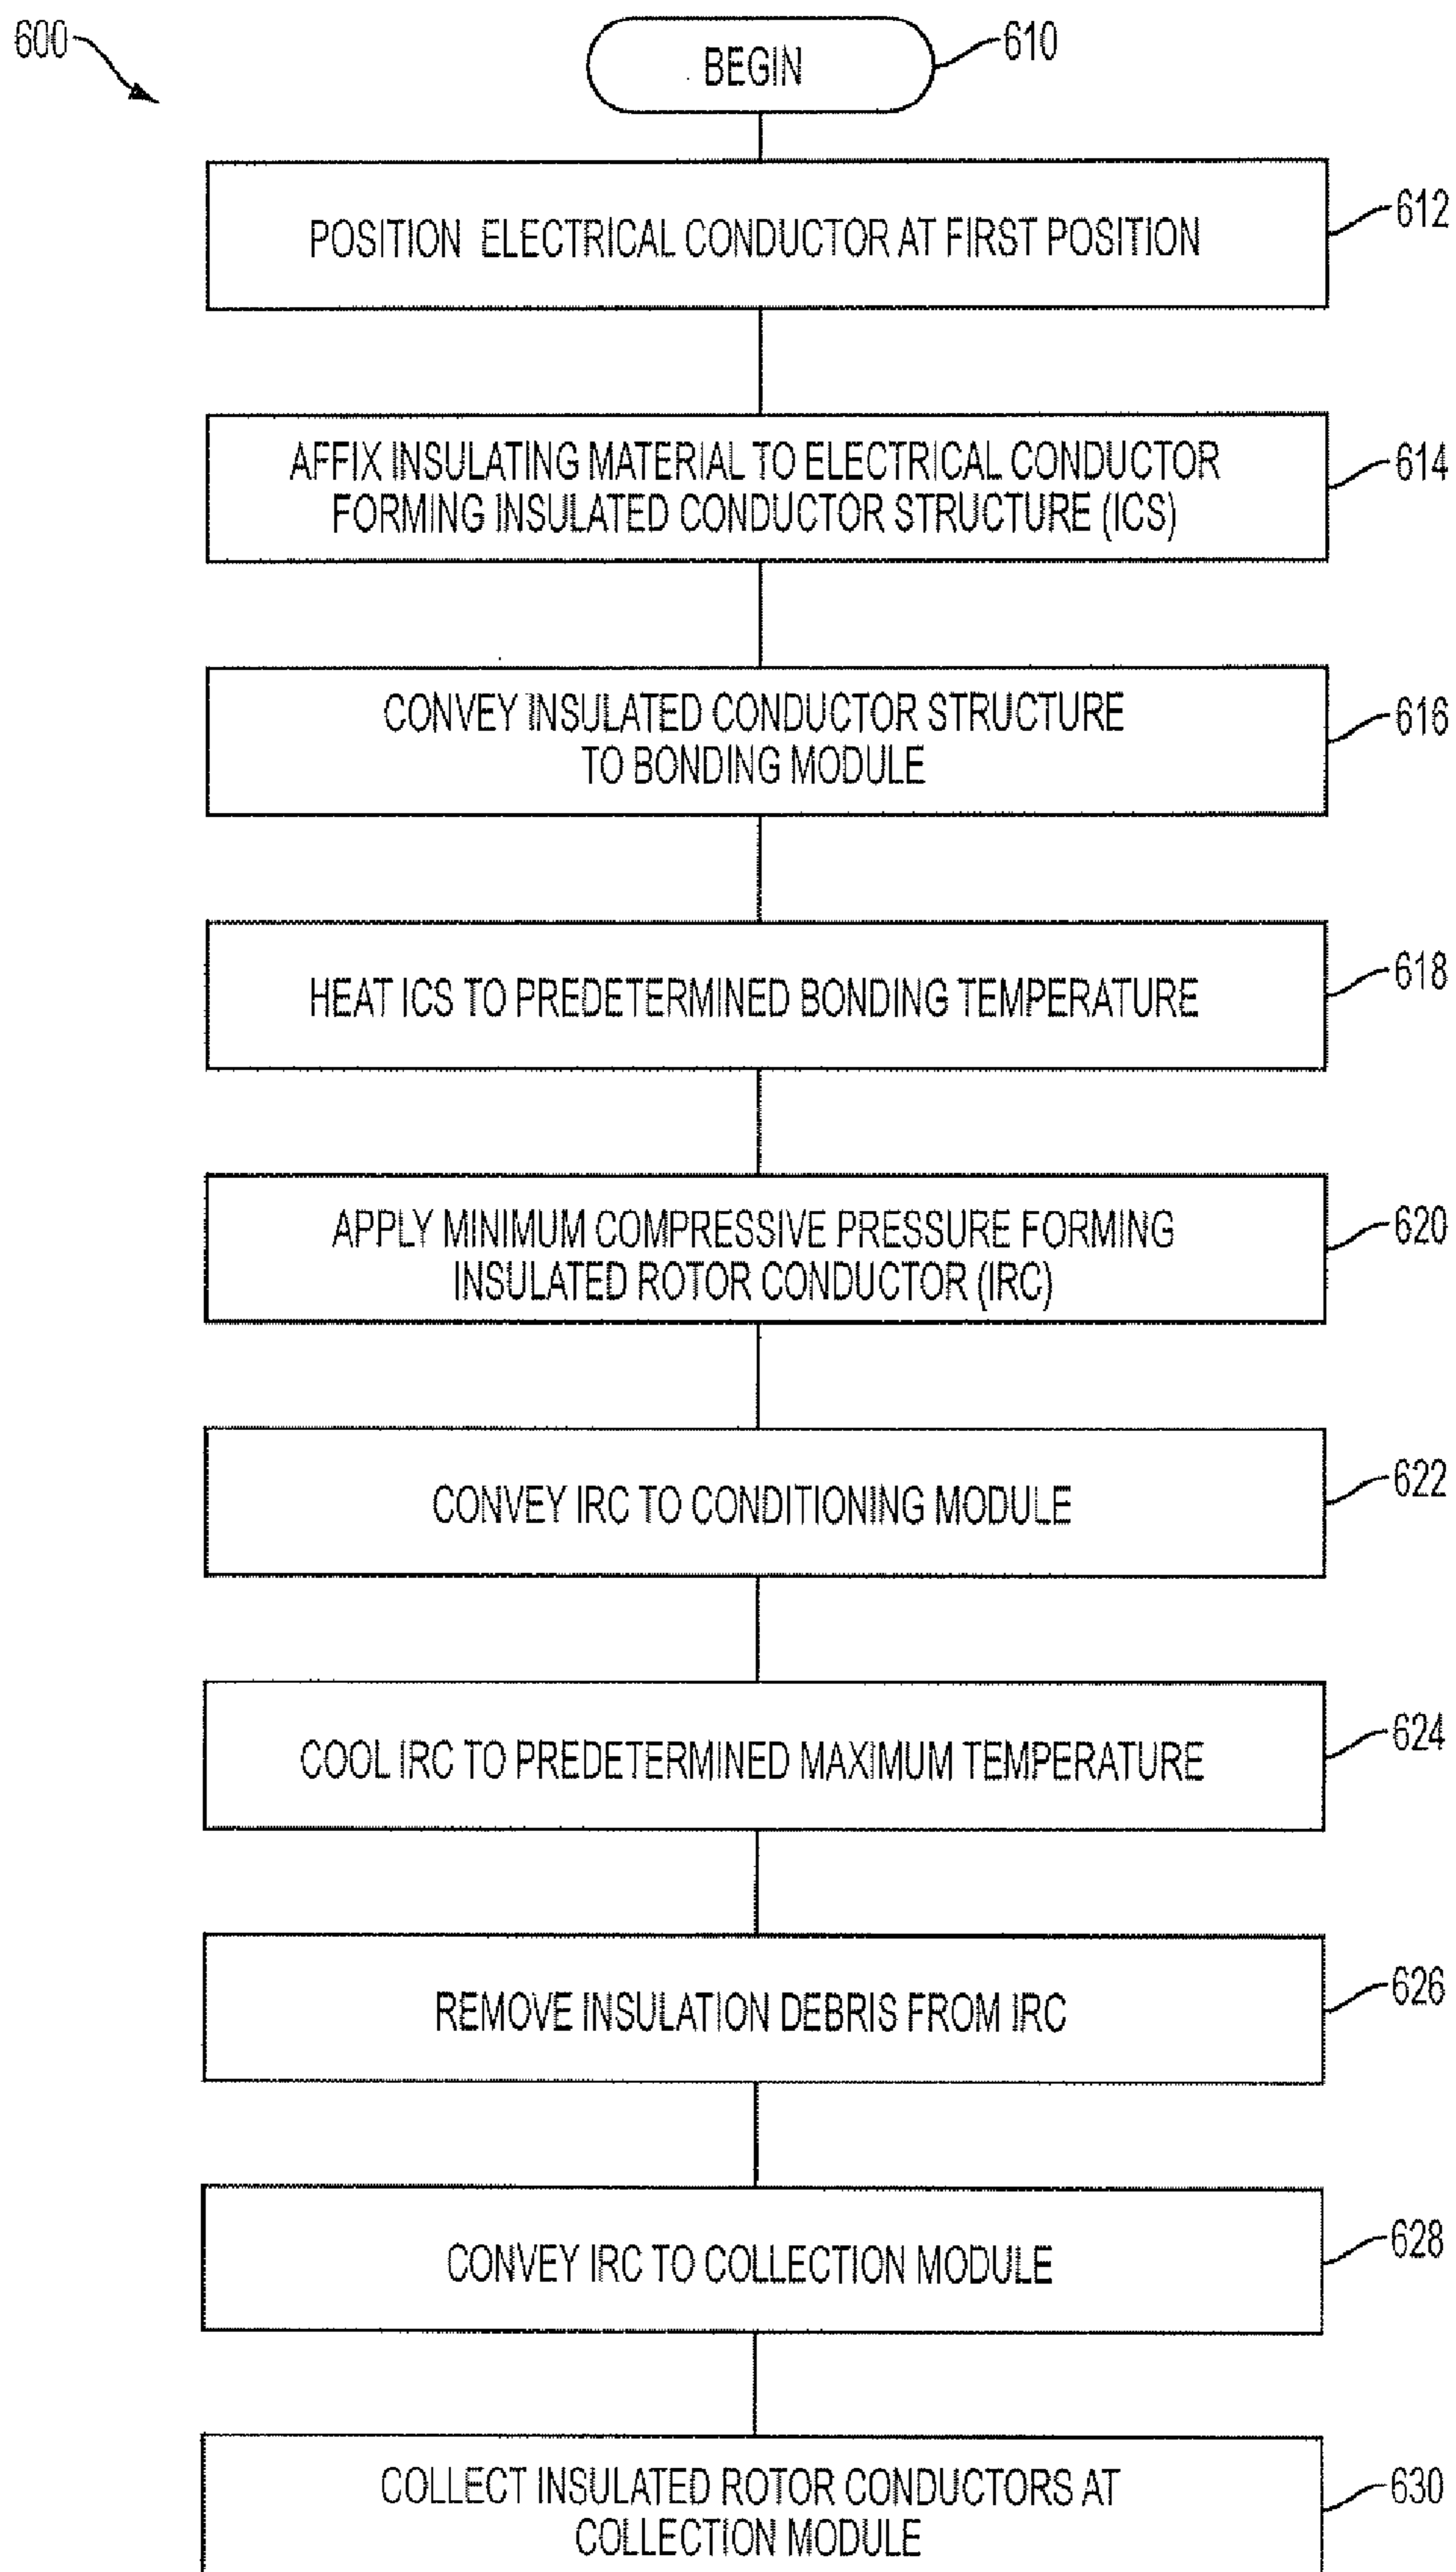 600
BEGIN
610
POSITION ELECTRICAL CONDUCTOR AT FIRST POSITION
612
AFFIX INSULATING MATERIAL TO ELECTRICAL CONDUCTOR
FORMING INSULATED CONDUCTOR STRUCTURE (ICS)
614
CONVEY INSULATED CONDUCTOR STRUCTURE
TO BONDING MODULE
616
HEAT ICS TO PREDETERMINED BONDING TEMPERATURE
618
APPLY MINIMUM COMPRESSIVE PRESSURE FORMING
INSULATED ROTOR CONDUCTOR (IRC)
620
CONVEY IRC TO CONDITIONING MODULE
622
COOL IRC TO PREDETERMINED MAXIMUM TEMPERATURE
624
REMOVE INSULATION DEBRIS FROM IRC
626
CONVEY IRC TO COLLECTION MODULE
628
COLLECT INSULATED ROTOR CONDUCTORS AT
COLLECTION MODULE
630